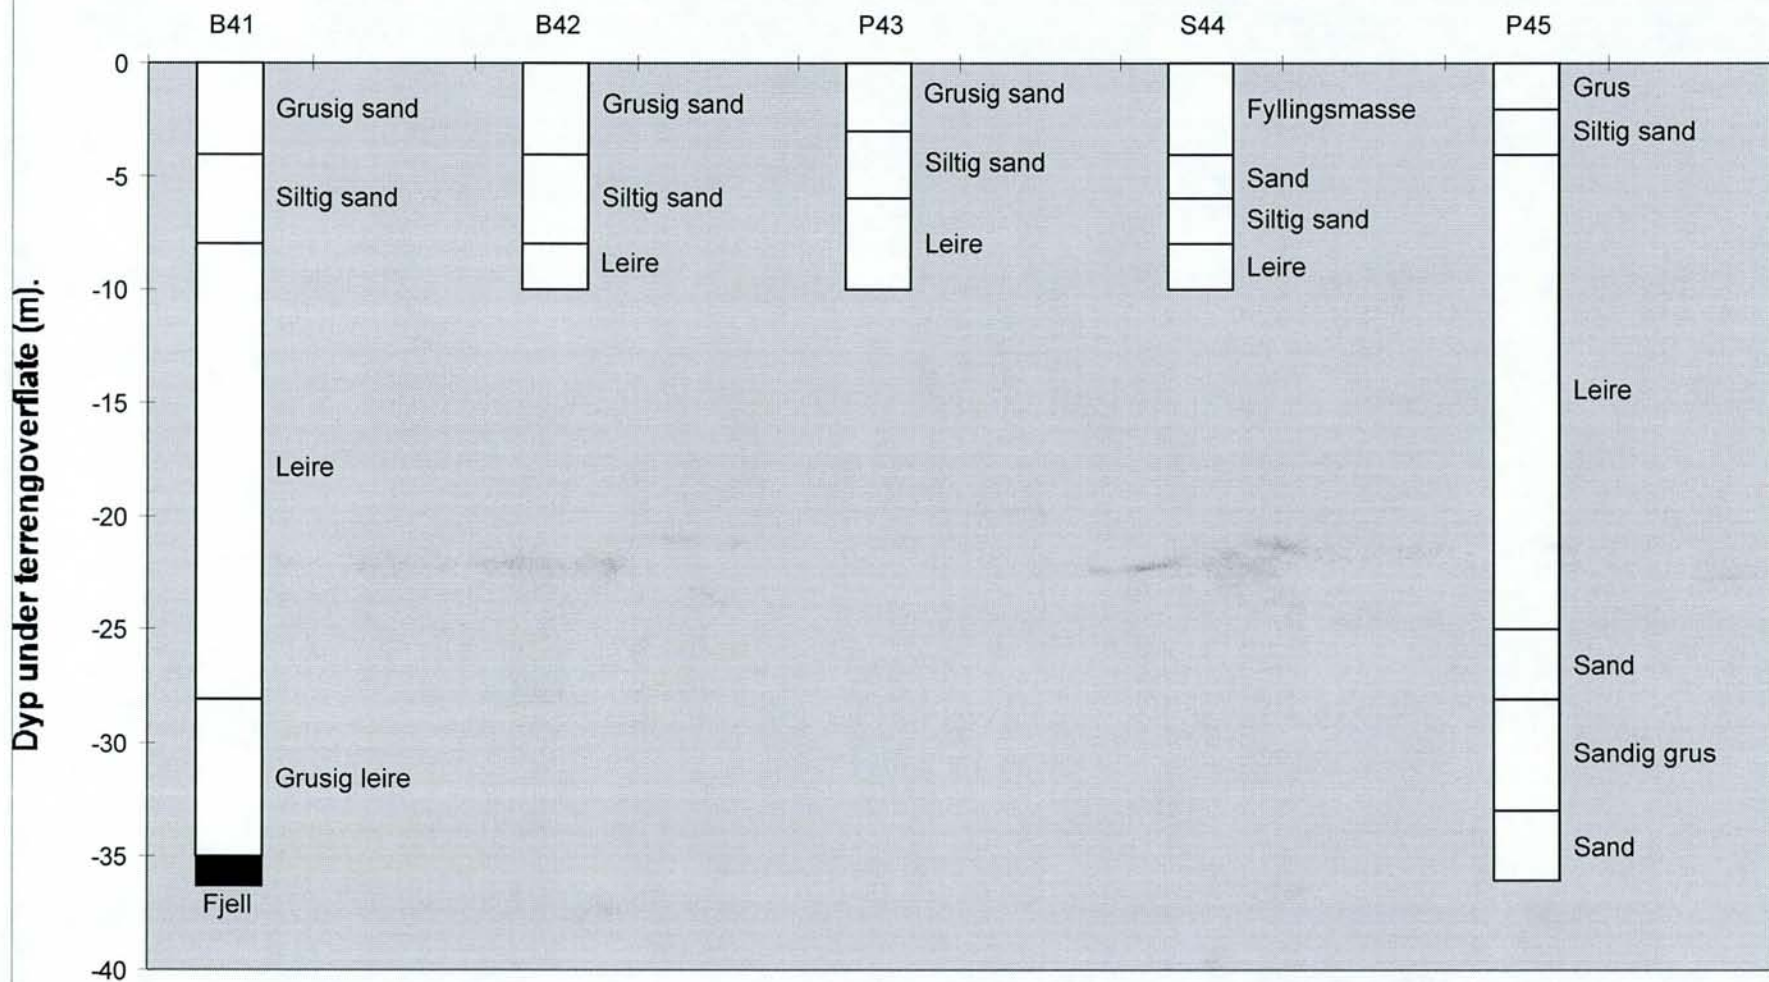 B41 B42 P43 S44 P45
Dyp under terrengoverflate (m).
0
-5
-10
-15
-20
-25
-30
-35
-40
Grusig sand
Siltig sand
Leire
Grusig leire
Fjell
Grusig sand
Siltig sand
Leire
Grusig sand
Siltig sand
Leire
Fyllingsmasse
Sand
Siltig sand
Leire
Grus
Siltig sand
Leire
Sand
Sandig grus
Sand